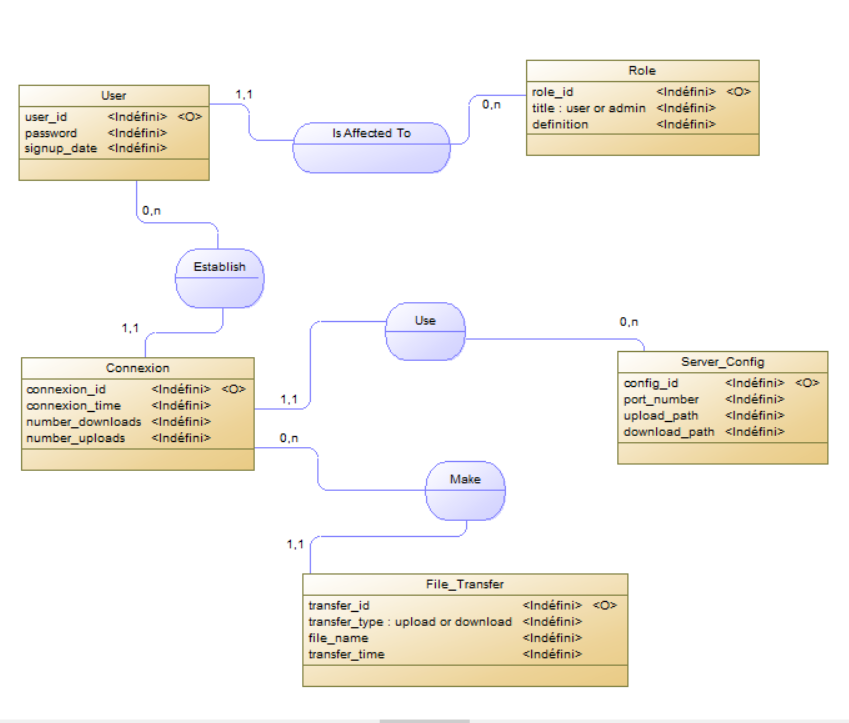 User
user_id <Indéfini> <O>
password <Indéfini>
signup_date <Indéfini>
1,1
Is Affected To
0,n
Role
role_id <Indéfini> <O>
title : user or admin <Indéfini>
definition <Indéfini>
0,n
Establish
1,1
Connexion
connexion_id <Indéfini> <O>
connexion_time <Indéfini>
number_downloads <Indéfini>
number_uploads <Indéfini>
1,1
Use
0,n
Server_Config
config_id <Indéfini> <O>
port_number <Indéfini>
upload_path <Indéfini>
download_path <Indéfini>
0,n
Make
1,1
File_Transfer
transfer_id <Indéfini> <O>
transfer_type : upload or download <Indéfini>
file_name <Indéfini>
transfer_time <Indéfini>